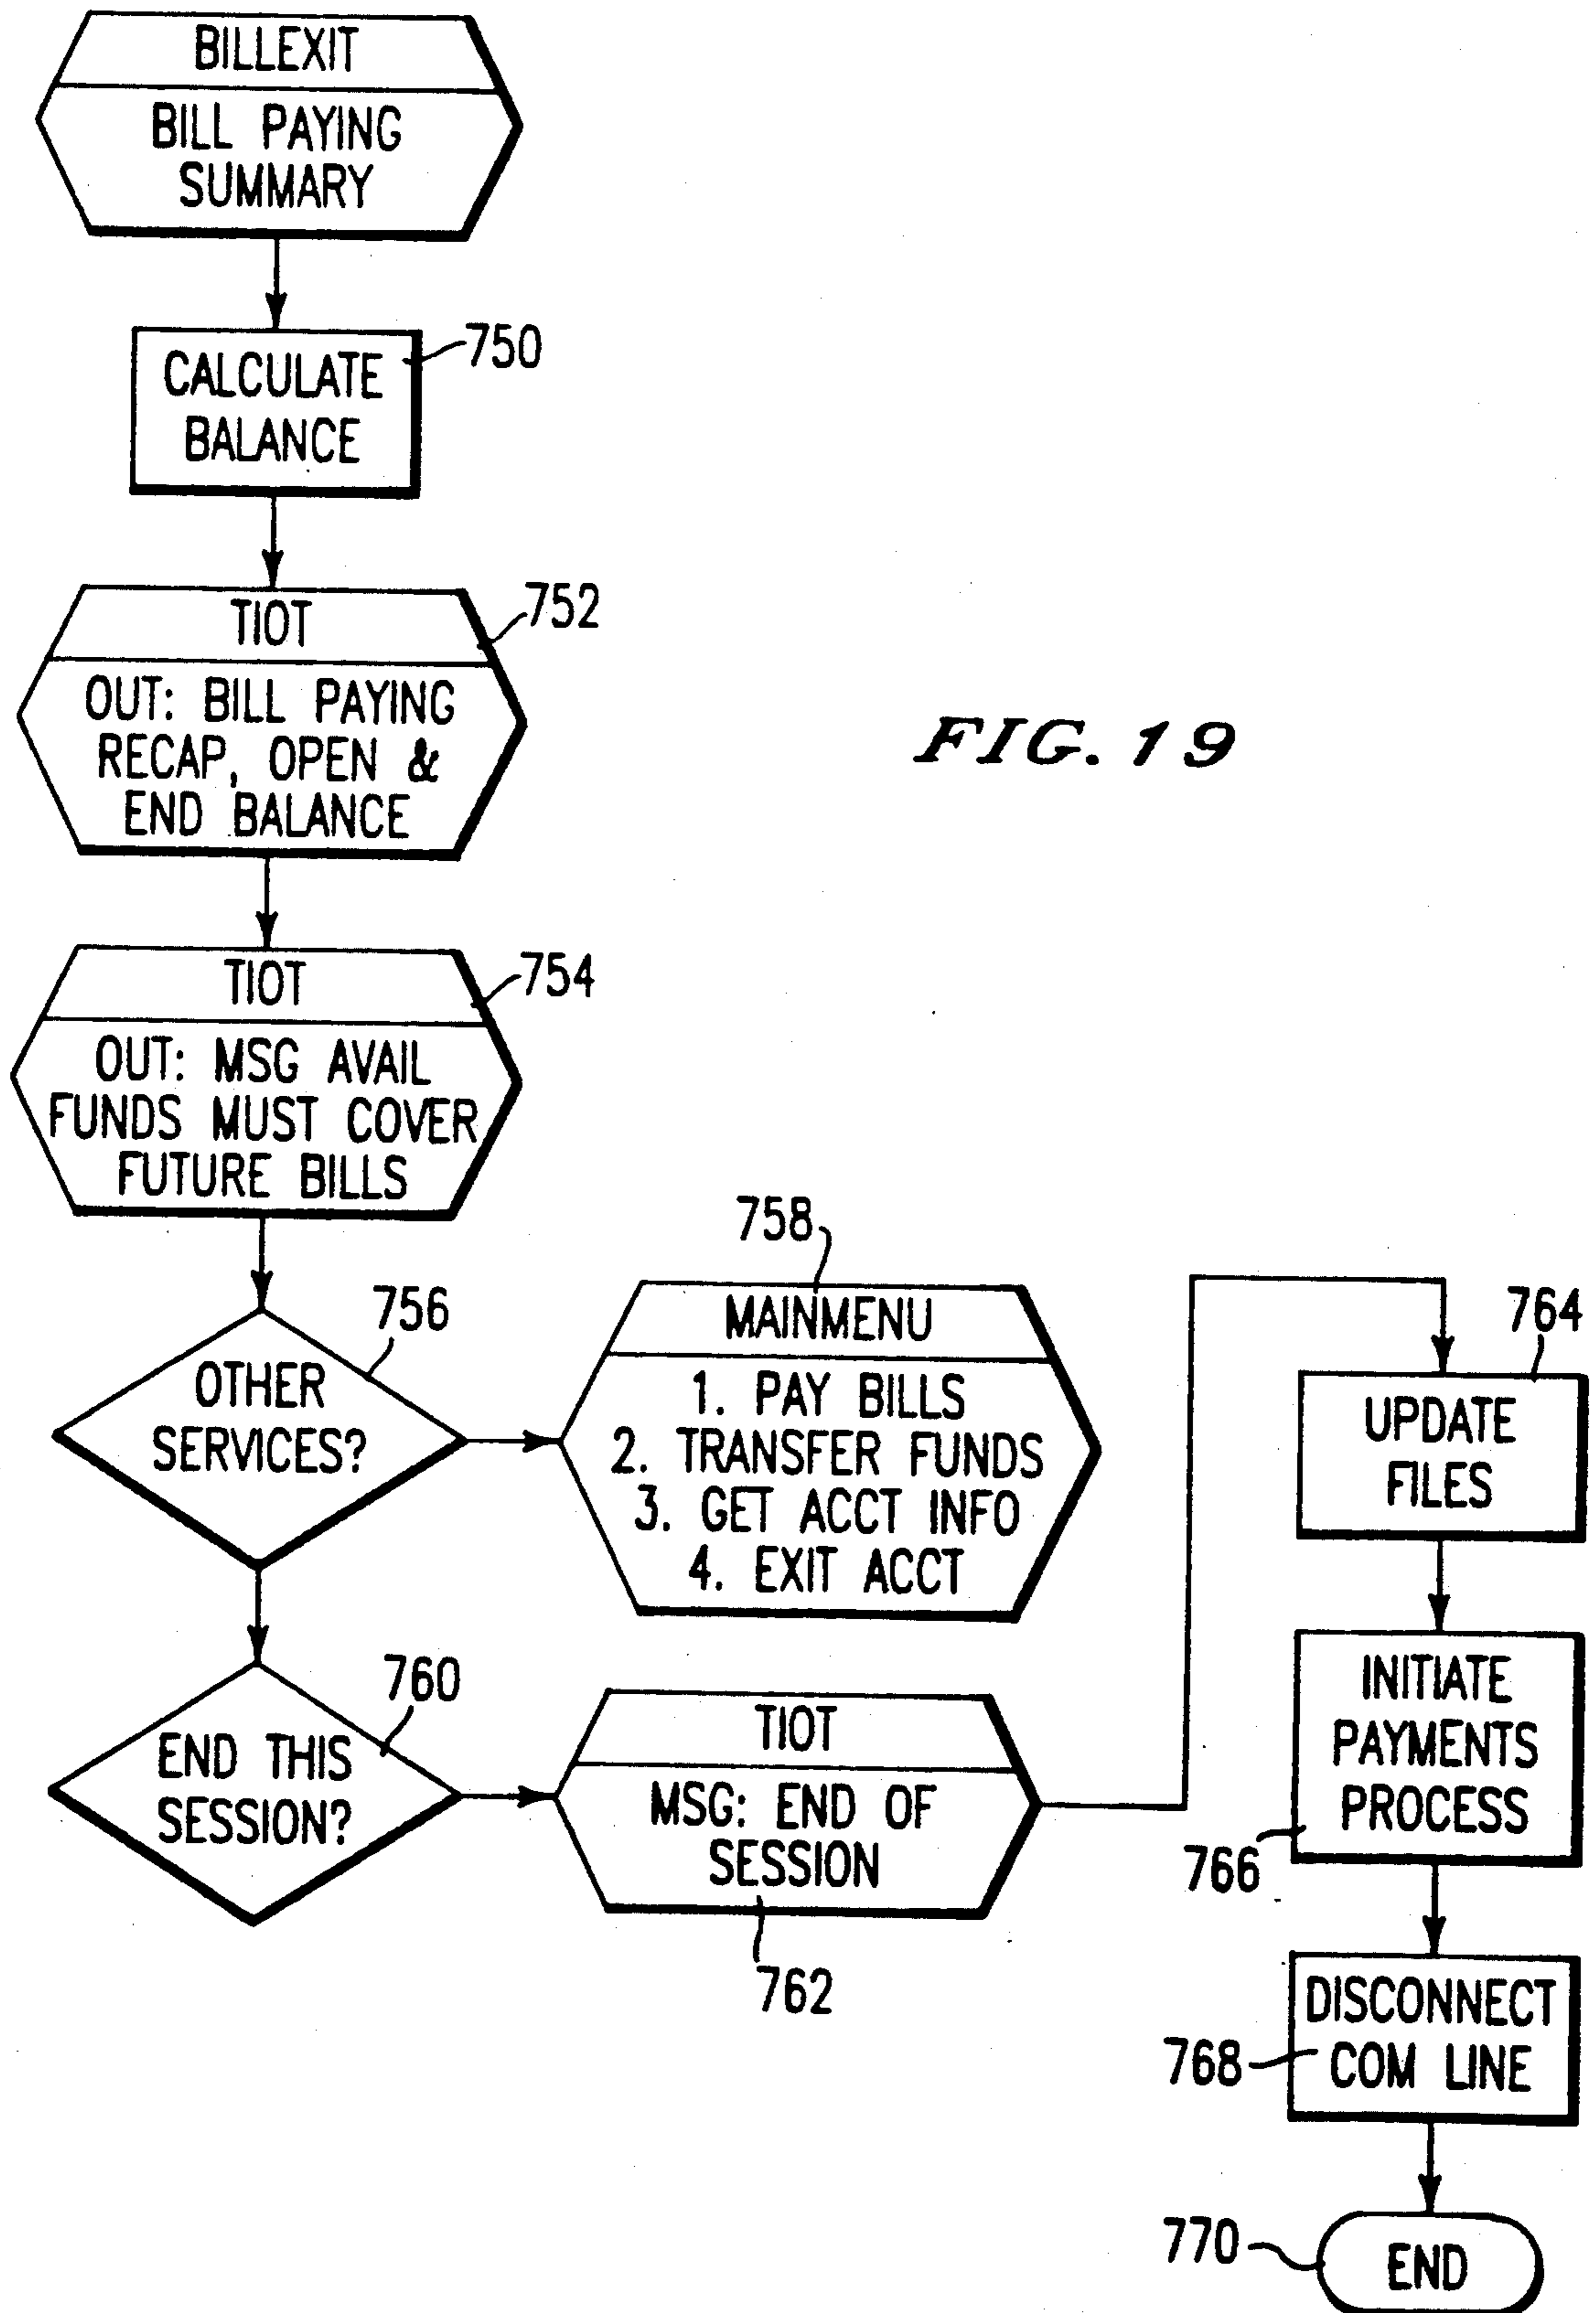 BILLEXIT
BILL PAYING
SUMMARY
750
CALCULATE
BALANCE
752
TIOT
OUT: BILL PAYING
RECAP, OPEN &
END BALANCE
FIG. 19
754
TIOT
OUT: MSG AVAIL
FUNDS MUST COVER
FUTURE BILLS
756
OTHER
SERVICES?
758
MAINMENU
1. PAY BILLS
2. TRANSFER FUNDS
3. GET ACCT INFO
4. EXIT ACCT
760
END THIS
SESSION?
TIOT
MSG: END OF
SESSION
762
764
UPDATE
FILES
INITIATE
PAYMENTS
PROCESS
766
DISCONNECT
COM LINE
768
770
END